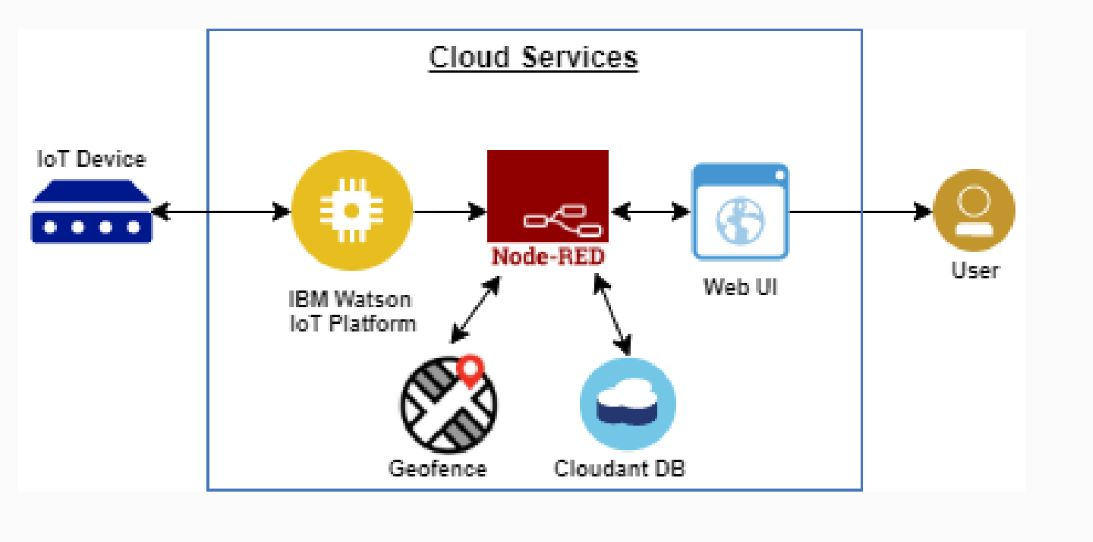 Cloud Services
IoT Device
Node-RED
IBM Watson
IoT Platform
Web UI
User
Geofence
Cloudant DB